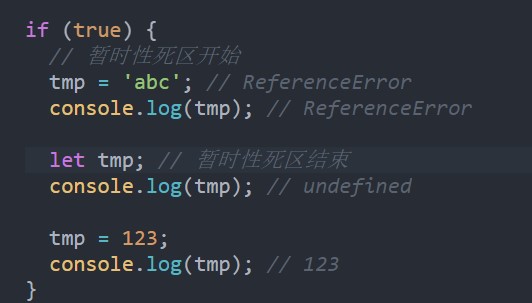 if (true) {
// 暂时性死区开始
tmp = 'abc'; // ReferenceError
console.log(tmp); // ReferenceError
let tmp; // 暂时性死区结束
console.log(tmp); // undefined
tmp = 123;
console.log(tmp); // 123
}